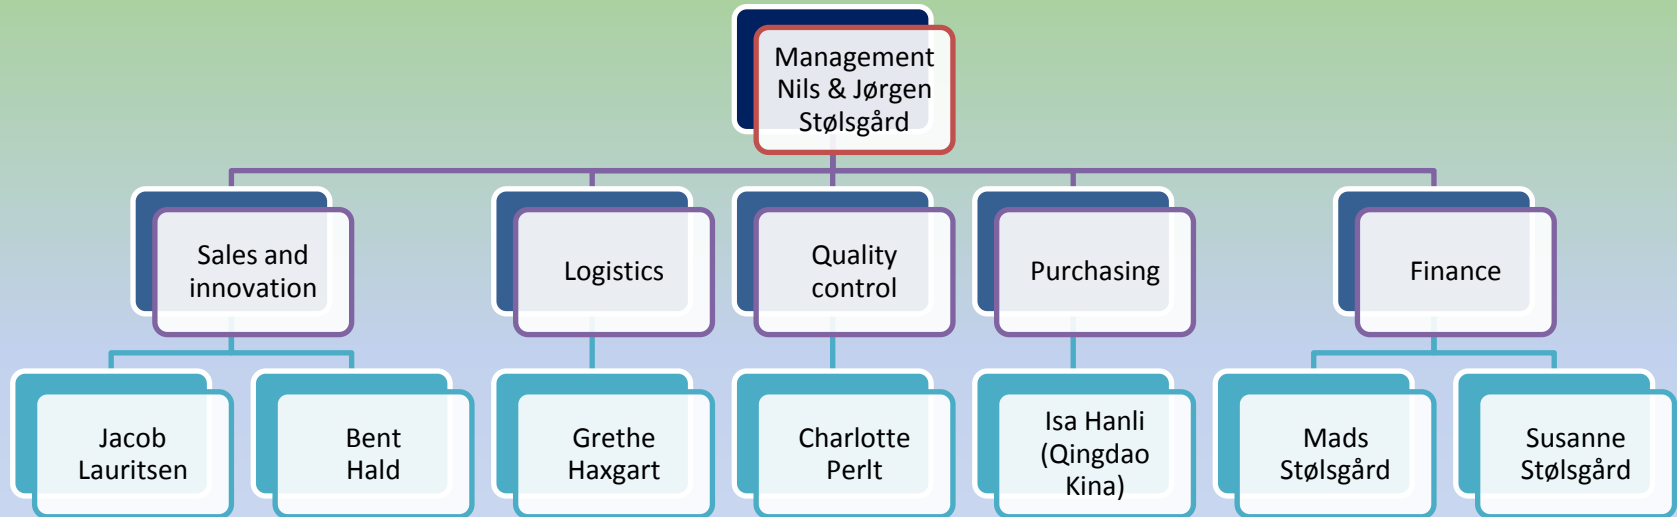 Management
Nils & Jørgen
Stølsgård
Sales and
innovation
Logistics
Quality
control
Purchasing
Finance
Jacob
Lauritsen
Bent
Hald
Grethe
Haxgart
Charlotte
Perlt
Isa Hanli
(Qingdao
Kina)
Mads
Stølsgård
Susanne
Stølsgård